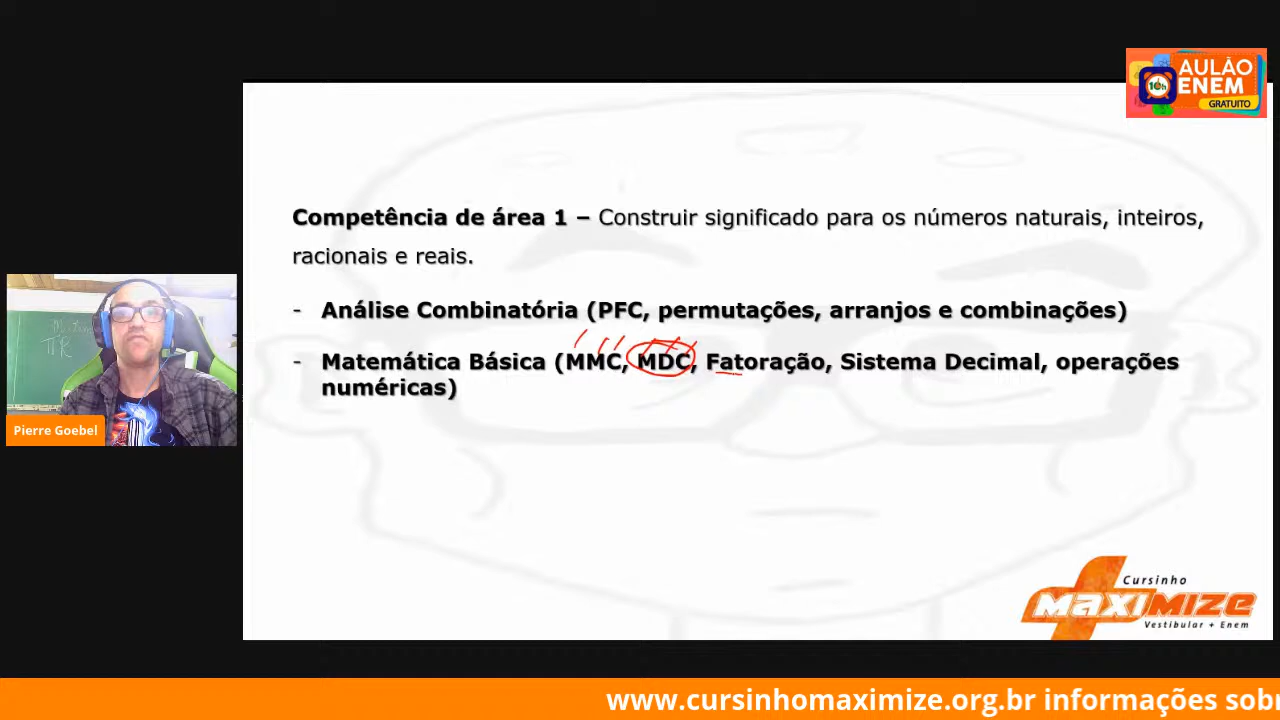 AULÃO
ENEM
10h
GRATUITO
Competência de área 1 – Construir significado para os números naturais, inteiros,
racionais e reais.
- Análise Combinatória (PFC, permutações, arranjos e combinações)
- Matemática Básica (MMC, MDC, Fatoração, Sistema Decimal, operações
numéricas)
Pierre Goebel
Cursinho
MAXIMIZE
Vestibular + Enem
www.cursinhomaximize.org.br informações sob